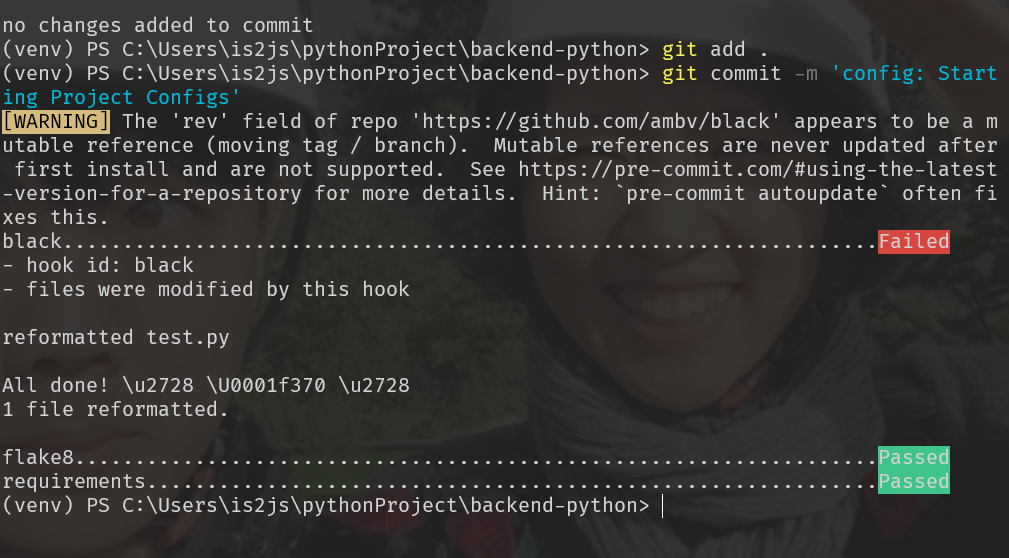 no changes added to commit
(venv) PS C:\Users\is2js\pythonProject\backend-python> git add .
(venv) PS C:\Users\is2js\pythonProject\backend-python> git commit -m 'config: Start
ing Project Configs'
[WARNING] The 'rev' field of repo 'https://github.com/ambv/black' appears to be a m
utable reference (moving tag / branch).  Mutable references are never updated after
 first install and are not supported.  See https://pre-commit.com/#using-the-latest
-version-for-a-repository for more details.  Hint: `pre-commit autoupdate` often fi
xes this.
black...................................................................Failed
- hook id: black
- files were modified by this hook
reformatted test.py
All done! \u2728 \U0001f370 \u2728
1 file reformatted.
flake8..................................................................Passed
requirements............................................................Passed
(venv) PS C:\Users\is2js\pythonProject\backend-python>